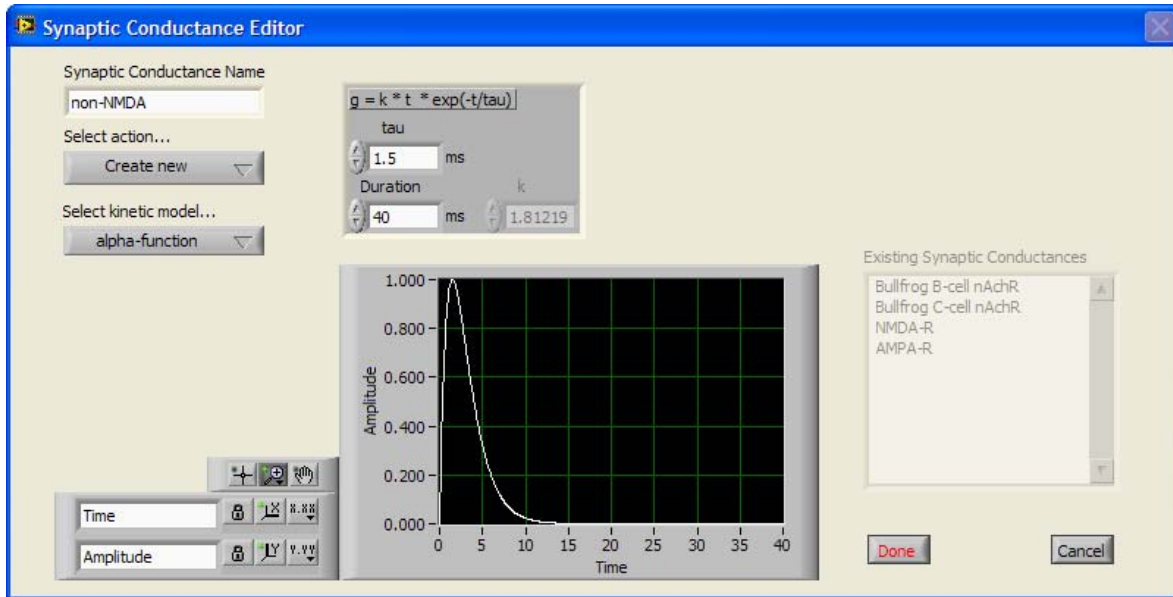 Synaptic Conductance Editor
Synaptic Conductance Name
non-NMDA
Select action...
Create new
Select kinetic model...
alpha-function
g = k * t * exp(-t/tau)
tau
1.5 ms
Duration k
40 ms 1.81219
Existing Synaptic Conductances
Bullfrog B-cell nAchR
Bullfrog C-cell nAchR
NMDA-R
AMPA-R
Amplitude
1.000
0.800
0.600
0.400
0.200
0.000
0 5 10 15 20 25 30 35 40
Time
Time X X.XX
Amplitude Y Y.YY
Done Cancel